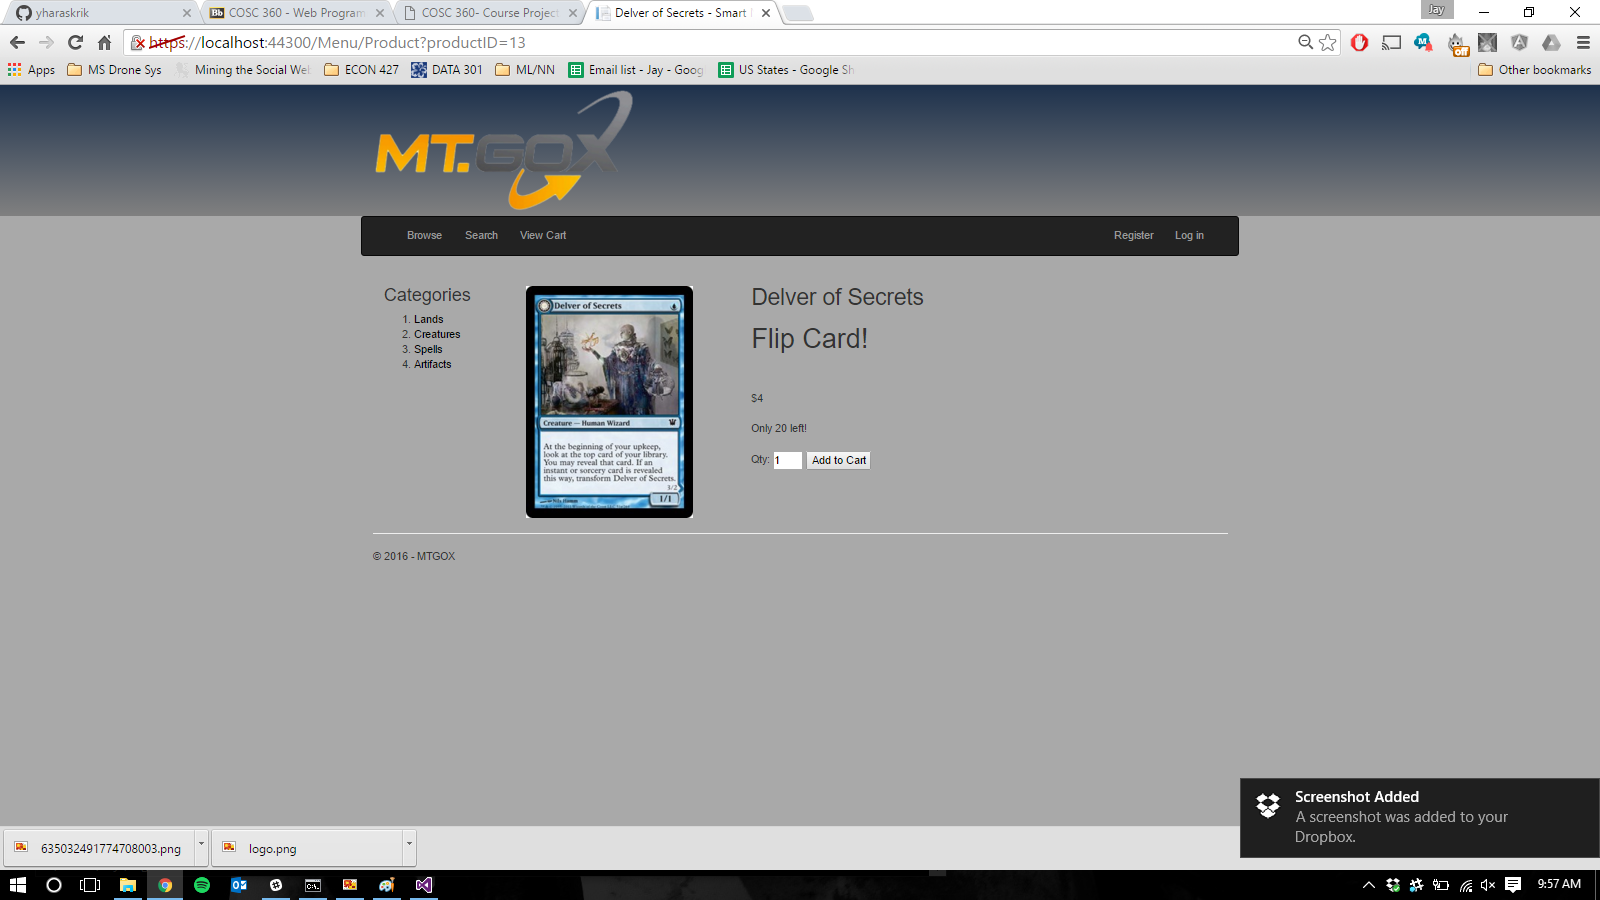 yharaskrik
Bb COSC 360 - Web Program
COSC 360- Course Project
Delver of Secrets - Smart
Jay
https://localhost:44300/Menu/Product?productID=13
Apps
MS Drone Sys
Mining the Social We
ECON 427
DATA 301
ML/NN
Email list - Jay - Goog
US States - Google Sh
Other bookmarks
MT.GOX
Browse
Search
View Cart
Register
Log in
Categories
1. Lands
2. Creatures
3. Spells
4. Artifacts
Delver of Secrets
Creature — Human Wizard
At the beginning of your upkeep,
look at the top card of your library.
You may reveal that card. If an
instant or sorcery card is revealed
this way, transform Delver of Secrets.
3/2
1/1
Delver of Secrets
Flip Card!
$4
Only 20 left!
Qty: 1 Add to Cart
© 2016 - MTGOX
Screenshot Added
A screenshot was added to your
Dropbox.
635032491774708003.png
logo.png
9:57 AM